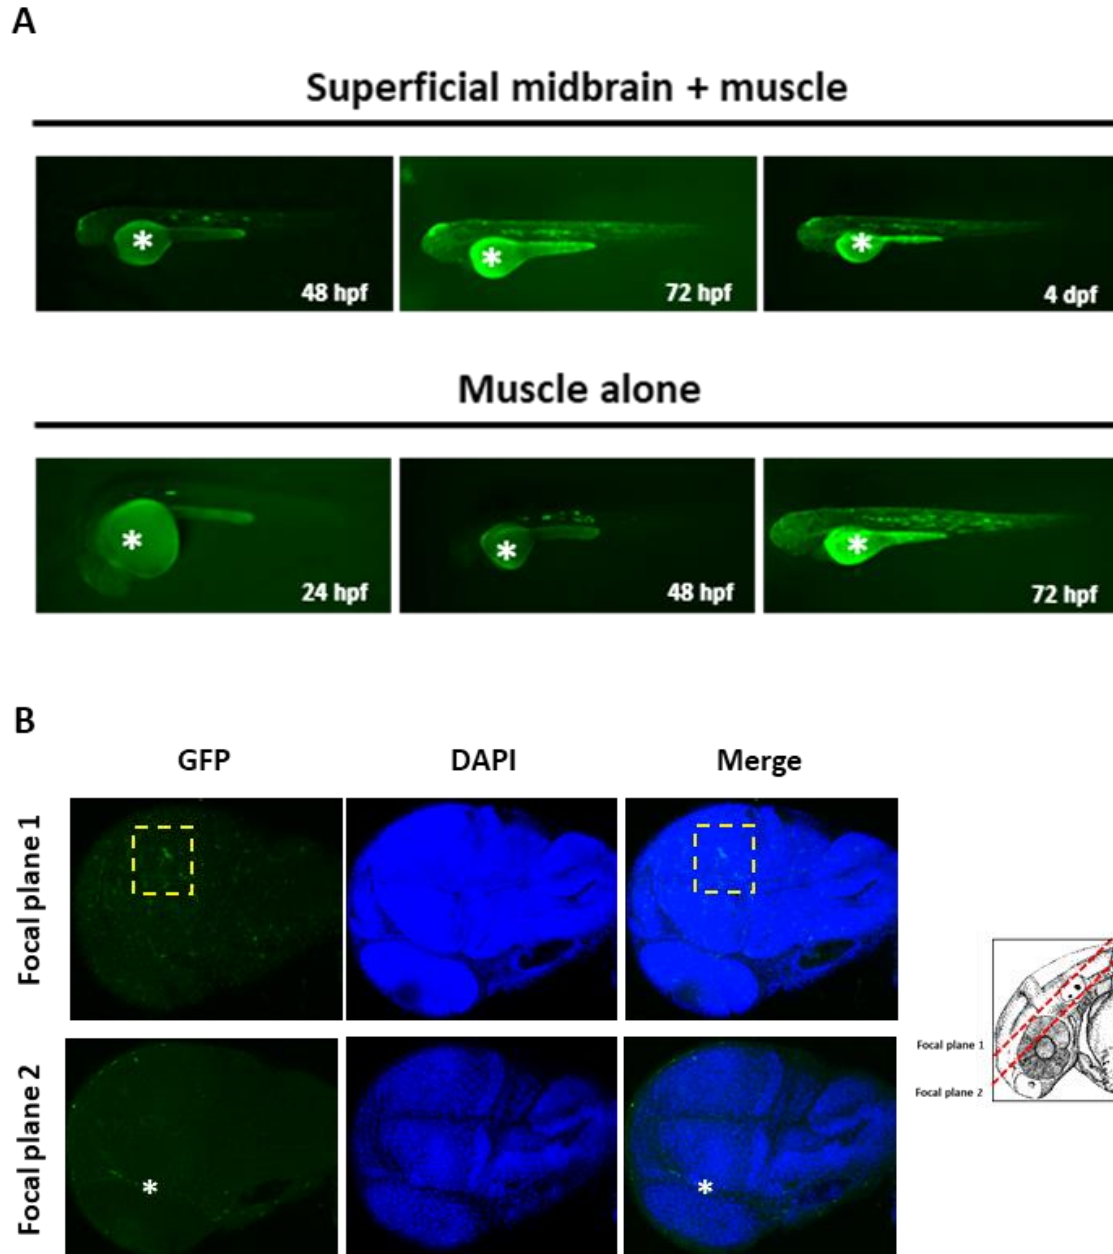 A
Superficial midbrain + muscle
*
48 hpf
*
72 hpf
*
4 dpf
Muscle alone
*
24 hpf
*
48 hpf
*
72 hpf
B
GFP
DAPI
Merge
Focal plane 1
Focal plane 2
*
*
Focal plane 1
Focal plane 2